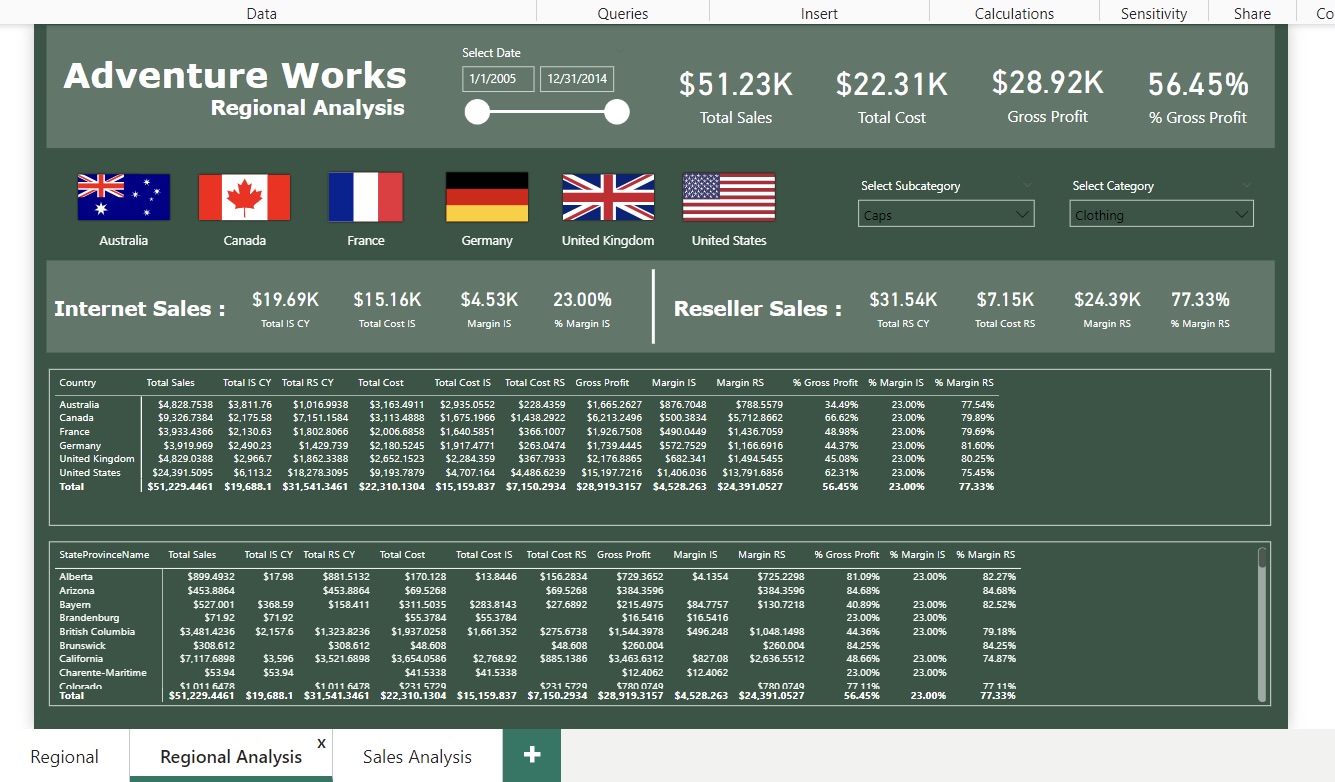 Data Queries Insert Calculations Sensitivity Share Co
Adventure Works
Regional Analysis
Select Date
1/1/2005 12/31/2014
$51.23K $22.31K $28.92K 56.45%
Total Sales Total Cost Gross Profit % Gross Profit
Australia Canada France Germany United Kingdom United States
Select Subcategory Select Category
Caps Clothing
Internet Sales :
$19.69K $15.16K $4.53K 23.00%
Total IS CY Total Cost IS Margin IS % Margin IS
Reseller Sales :
$31.54K $7.15K $24.39K 77.33%
Total RS CY Total Cost RS Margin RS % Margin RS
Country Total Sales Total IS CY Total RS CY Total Cost Total Cost IS Total Cost RS Gross Profit Margin IS Margin RS % Gross Profit % Margin IS % Margin RS
Australia $4,828.7538 $3,811.76 $1,016.9938 $3,163.4911 $2,935.0552 $228.4359 $1,665.2627 $876.7048 $788.5579 34.49% 23.00% 77.54%
Canada $9,326.7384 $2,175.58 $7,151.1584 $3,113.4888 $1,675.1966 $1,438.2922 $6,213.2496 $500.3834 $5,712.8662 66.62% 23.00% 79.89%
France $3,933.4366 $2,130.63 $1,802.8066 $2,006.6858 $1,640.5851 $366.1007 $1,926.7508 $490.0449 $1,436.7059 48.98% 23.00% 79.69%
Germany $3,919.969 $2,490.23 $1,429.739 $2,180.5245 $1,917.4771 $263.0474 $1,739.4445 $572.7529 $1,166.6916 44.37% 23.00% 81.60%
United Kingdom $4,829.0388 $2,966.7 $1,862.3388 $2,652.1523 $2,284.359 $367.7933 $2,176.8865 $682.341 $1,494.5455 45.08% 23.00% 80.25%
United States $24,391.5095 $6,113.2 $18,278.3095 $9,193.7879 $4,707.164 $4,486.6239 $15,197.7216 $1,406.036 $13,791.6856 62.31% 23.00% 75.45%
Total $51,229.4461 $19,688.1 $31,541.3461 $22,310.1304 $15,159.837 $7,150.2934 $28,919.3157 $4,528.263 $24,391.0527 56.45% 23.00% 77.33%
StateProvinceName Total Sales Total IS CY Total RS CY Total Cost Total Cost IS Total Cost RS Gross Profit Margin IS Margin RS % Gross Profit % Margin IS % Margin RS
Alberta $899.4932 $17.98 $881.5132 $170.128 $13.8446 $156.2834 $729.3652 $4.1354 $725.2298 81.09% 23.00% 82.27%
Arizona $453.8864 $453.8864 $69.5268 $69.5268 $384.3596 $384.3596 84.68% 84.68%
Bayern $527.001 $368.59 $158.411 $311.5035 $283.8143 $27.6892 $215.4975 $84.7757 $130.7218 40.89% 23.00% 82.52%
Brandenburg $71.92 $71.92 $55.3784 $55.3784 $16.5416 $16.5416 23.00% 23.00%
British Columbia $3,481.4236 $2,157.6 $1,323.8236 $1,937.0258 $1,661.352 $275.6738 $1,544.3978 $496.248 $1,048.1498 44.36% 23.00% 79.18%
Brunswick $308.612 $308.612 $48.608 $48.608 $260.004 $260.004 84.25% 84.25%
California $7,117.6898 $3,596 $3,521.6898 $3,654.0586 $2,768.92 $885.1386 $3,463.6312 $827.08 $2,636.5512 48.66% 23.00% 74.87%
Charente-Maritime $53.94 $53.94 $41.5338 $41.5338 $12.4062 $12.4062 23.00% 23.00%
Colorado $1,011.6478 $1,011.6478 $231.5729 $231.5729 $780.0749 $780.0749 77.11% 77.11%
Total $51,229.4461 $19,688.1 $31,541.3461 $22,310.1304 $15,159.837 $7,150.2934 $28,919.3157 $4,528.263 $24,391.0527 56.45% 23.00% 77.33%
Regional Regional Analysis x Sales Analysis +